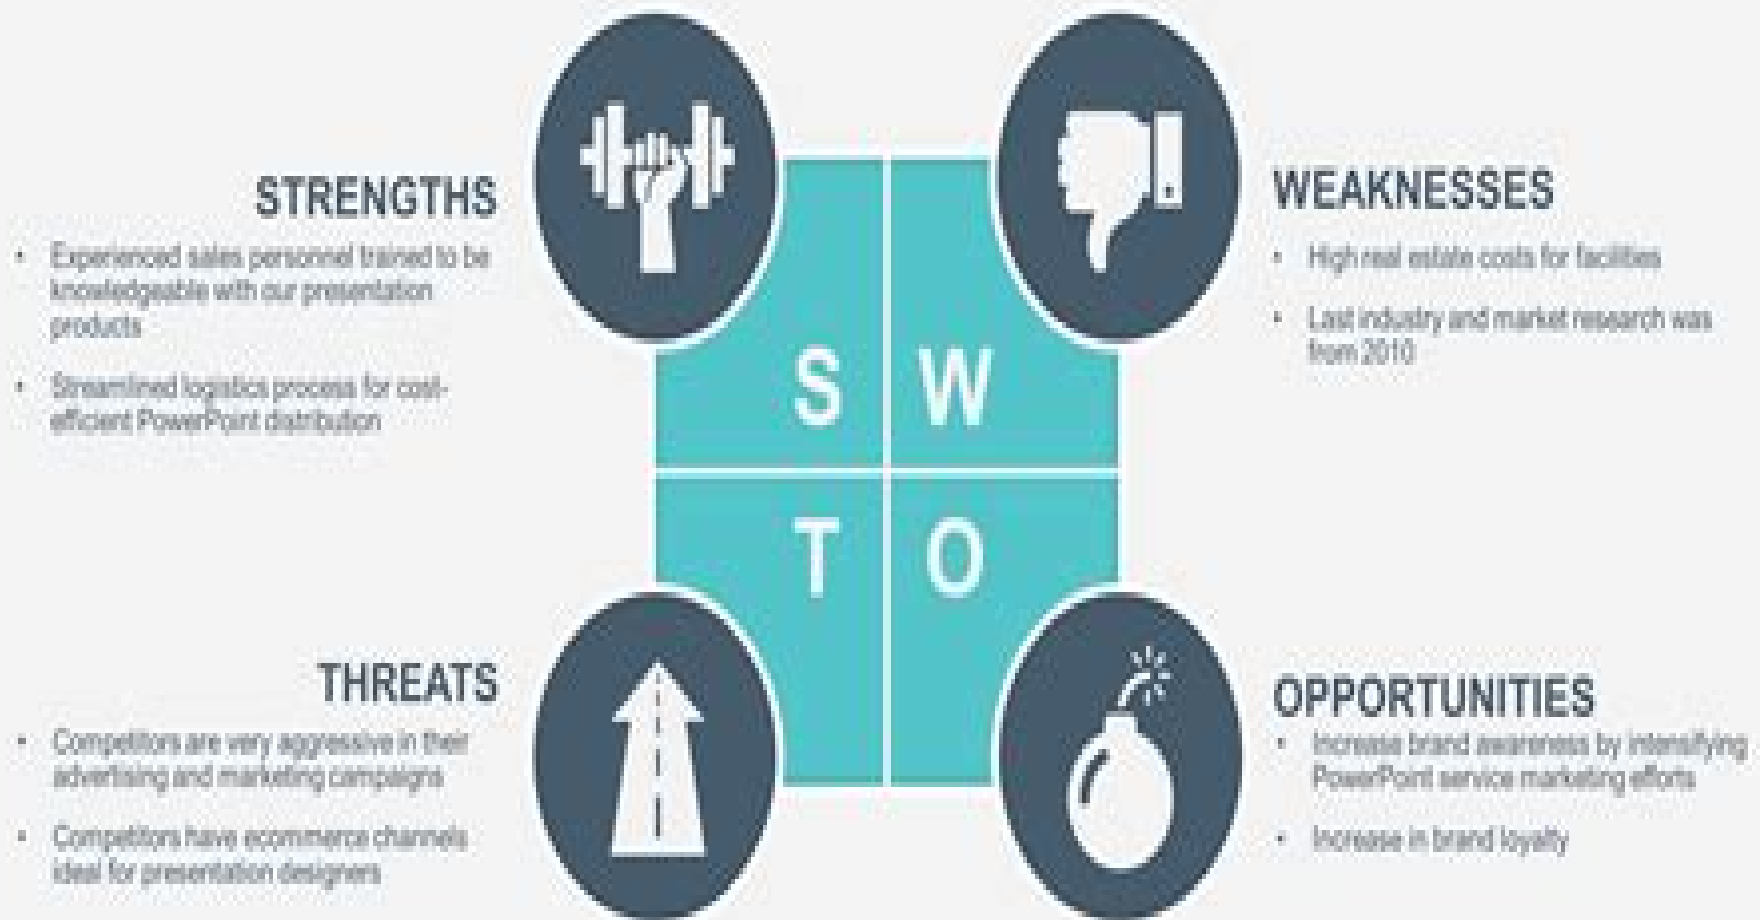 STRENGTHS
• Experienced sales personnel trained to be
knowledgeable with our presentation
products
• Streamlined logistics process for cost-
efficient PowerPoint distribution
S W
T O
WEAKNESSES
• High real estate costs for facilities
• Last industry and market research was
from 2010
THREATS
• Competitors are very aggressive in their
advertising and marketing campaigns
• Competitors have ecommerce channels
ideal for presentation designers
OPPORTUNITIES
• Increase brand awareness by intensifying
PowerPoint service marketing efforts
• Increase in brand loyalty